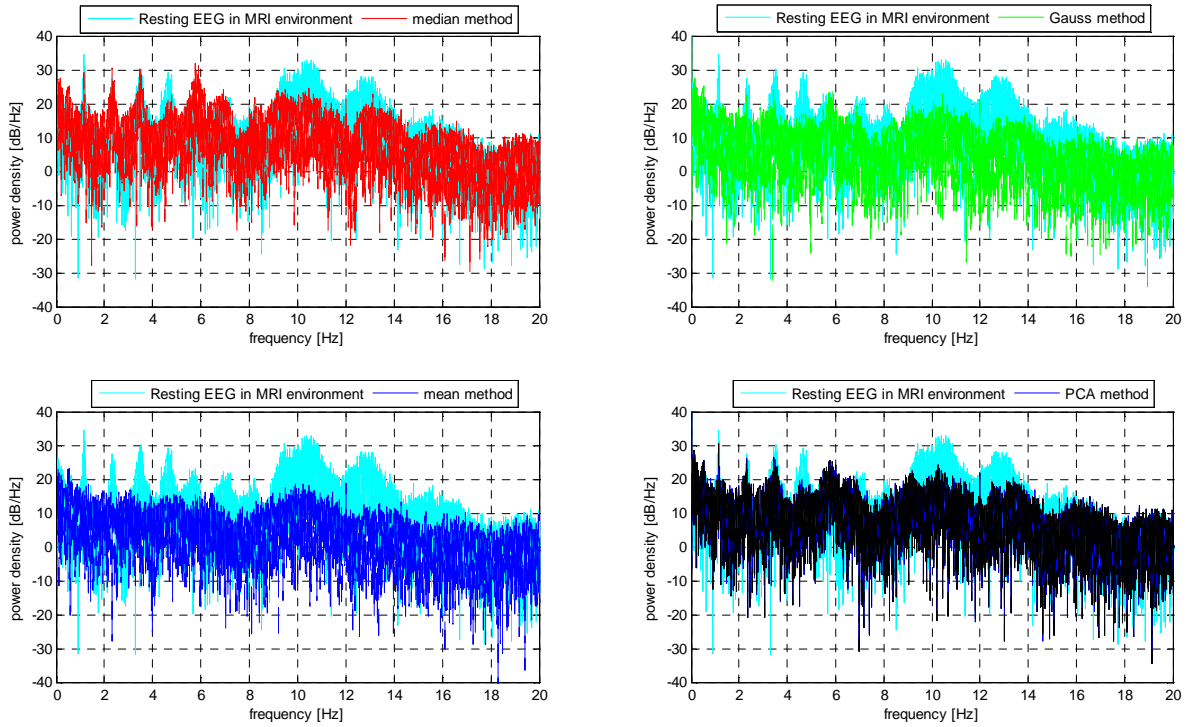 Resting EEG in MRI environment median method
40
30
20
10
0
-10
-20
-30
-40
power density [dB/Hz]
0 2 4 6 8 10 12 14 16 18 20
frequency [Hz]
Resting EEG in MRI environment Gauss method
40
30
20
10
0
-10
-20
-30
-40
power density [dB/Hz]
0 2 4 6 8 10 12 14 16 18 20
frequency [Hz]
Resting EEG in MRI environment mean method
40
30
20
10
0
-10
-20
-30
-40
power density [dB/Hz]
0 2 4 6 8 10 12 14 16 18 20
frequency [Hz]
Resting EEG in MRI environment PCA method
40
30
20
10
0
-10
-20
-30
-40
power density [dB/Hz]
0 2 4 6 8 10 12 14 16 18 20
frequency [Hz]